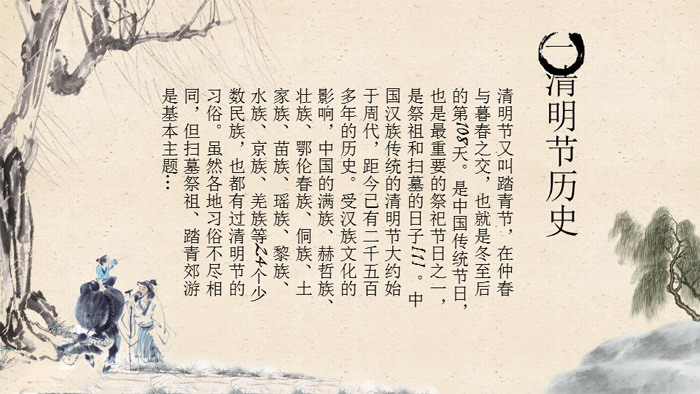 一
清明节历史
清明节又叫踏青节，在仲春
与暮春之交，也就是冬至后
的第108天。是中国传统节日，
也是最重要的祭祀节日之一，
是祭祖和扫墓的日子[1]。中
国汉族传统的清明节大约始
于周代，距今已有二千五百
多年的历史。受汉族文化的
影响，中国的满族、赫哲族、
壮族、鄂伦春族、侗族、土
家族、苗族、瑶族、黎族、
水族、京族、羌族等24个少
数民族，也都有过清明节的
习俗。虽然各地习俗不尽相
同，但扫墓祭祖、踏青郊游
是基本主题…